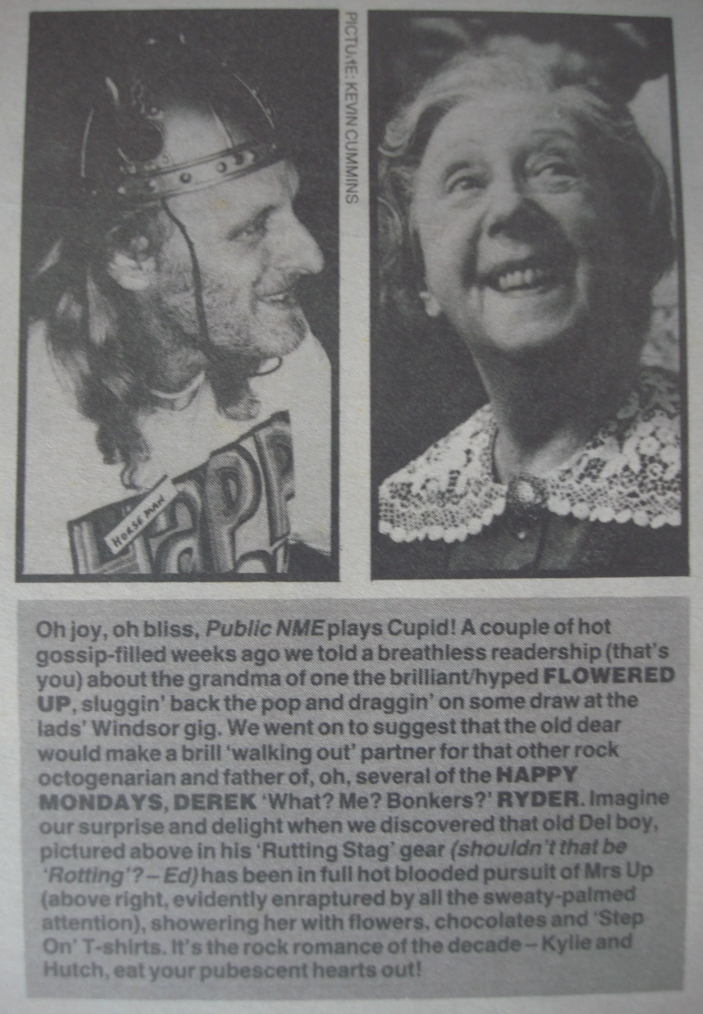 PICTURE: KEVIN CUMMINS
HORSE MAN
HAPP
Oh joy, oh bliss, Public NME plays Cupid! A couple of hot
gossip-filled weeks ago we told a breathless readership (that's
you) about the grandma of one the brilliant/hyped FLOWERED
UP, sluggin' back the pop and draggin' on some draw at the
lads' Windsor gig. We went on to suggest that the old dear
would make a brill 'walking out' partner for that other rock
octogenarian and father of, oh, several of the HAPPY
MONDAYS, DEREK 'What? Me? Bonkers?' RYDER. Imagine
our surprise and delight when we discovered that old Del boy,
pictured above in his 'Rutting Stag' gear (shouldn't that be
'Rotting'? – Ed) has been in full hot blooded pursuit of Mrs Up
(above right, evidently enraptured by all the sweaty-palmed
attention), showering her with flowers, chocolates and 'Step
On' T-shirts. It's the rock romance of the decade – Kylie and
Hutch, eat your pubescent hearts out!